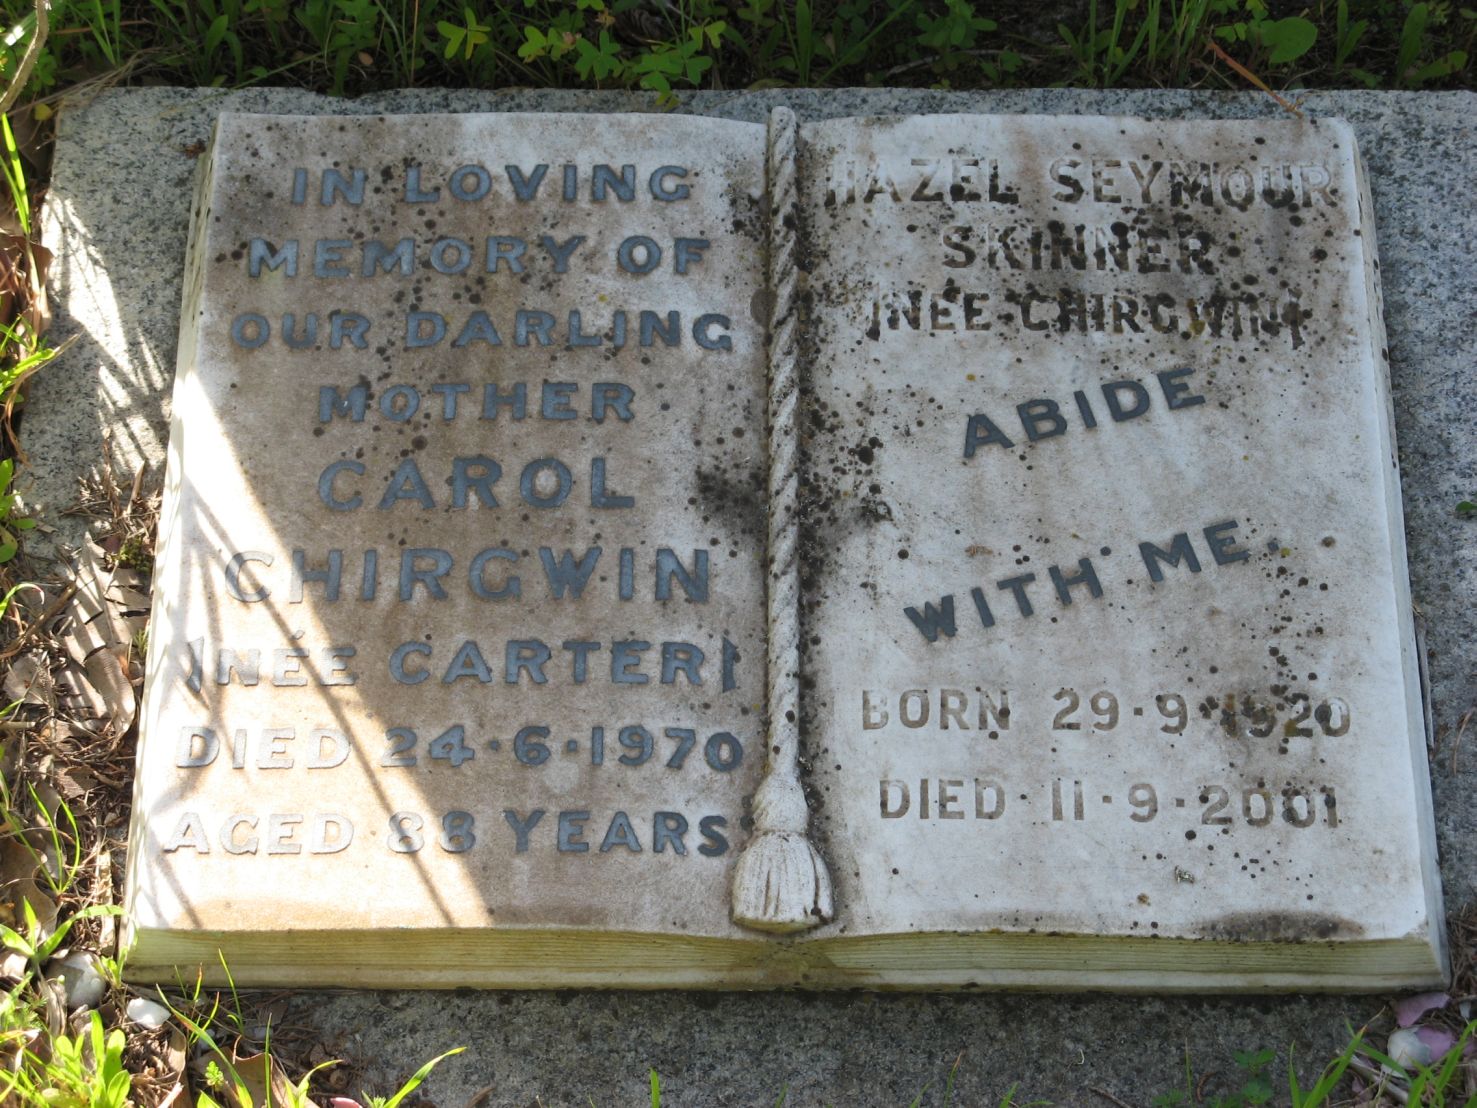 IN LOVING
MEMORY OF
OUR DARLING
MOTHER
CAROL
CHIRGWIN
(NÉE CARTER)
DIED 24·6·1970
AGED 88 YEARS
HAZEL SEYMOUR
SKINNER
(NEE CHIRGWIN)
ABIDE
WITH ME.
BORN 29·9·1920
DIED 11·9·2001